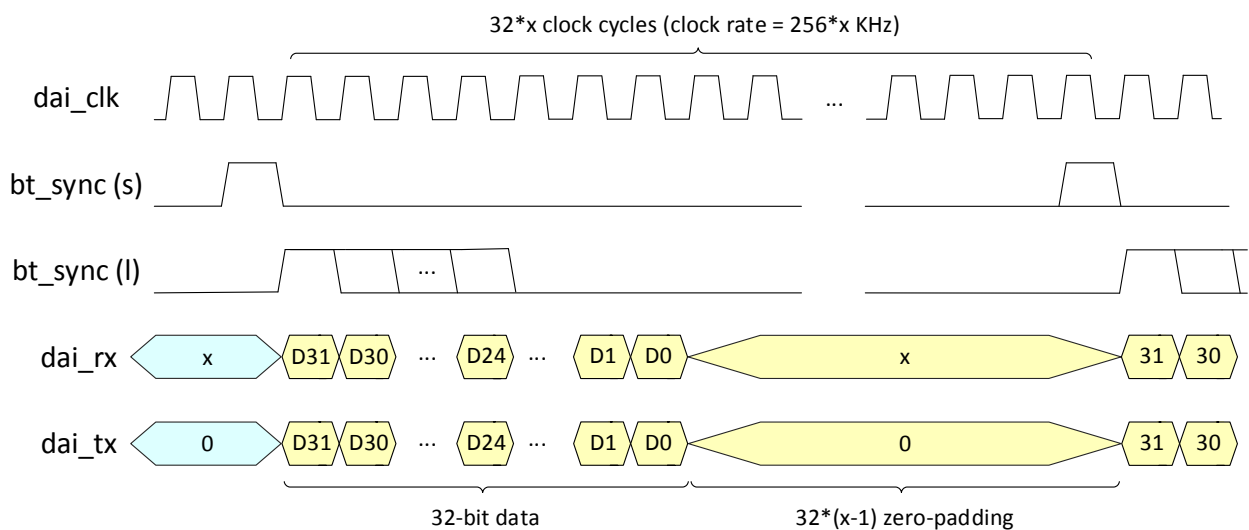 32*x clock cycles (clock rate = 256*x KHz)
dai_clk
...
bt_sync (s)
bt_sync (l)
...
dai_rx x D31 D30 ... D24 ... D1 D0 x 31 30
dai_tx 0 D31 D30 ... D24 ... D1 D0 0 31 30
32-bit data 32*(x-1) zero-padding